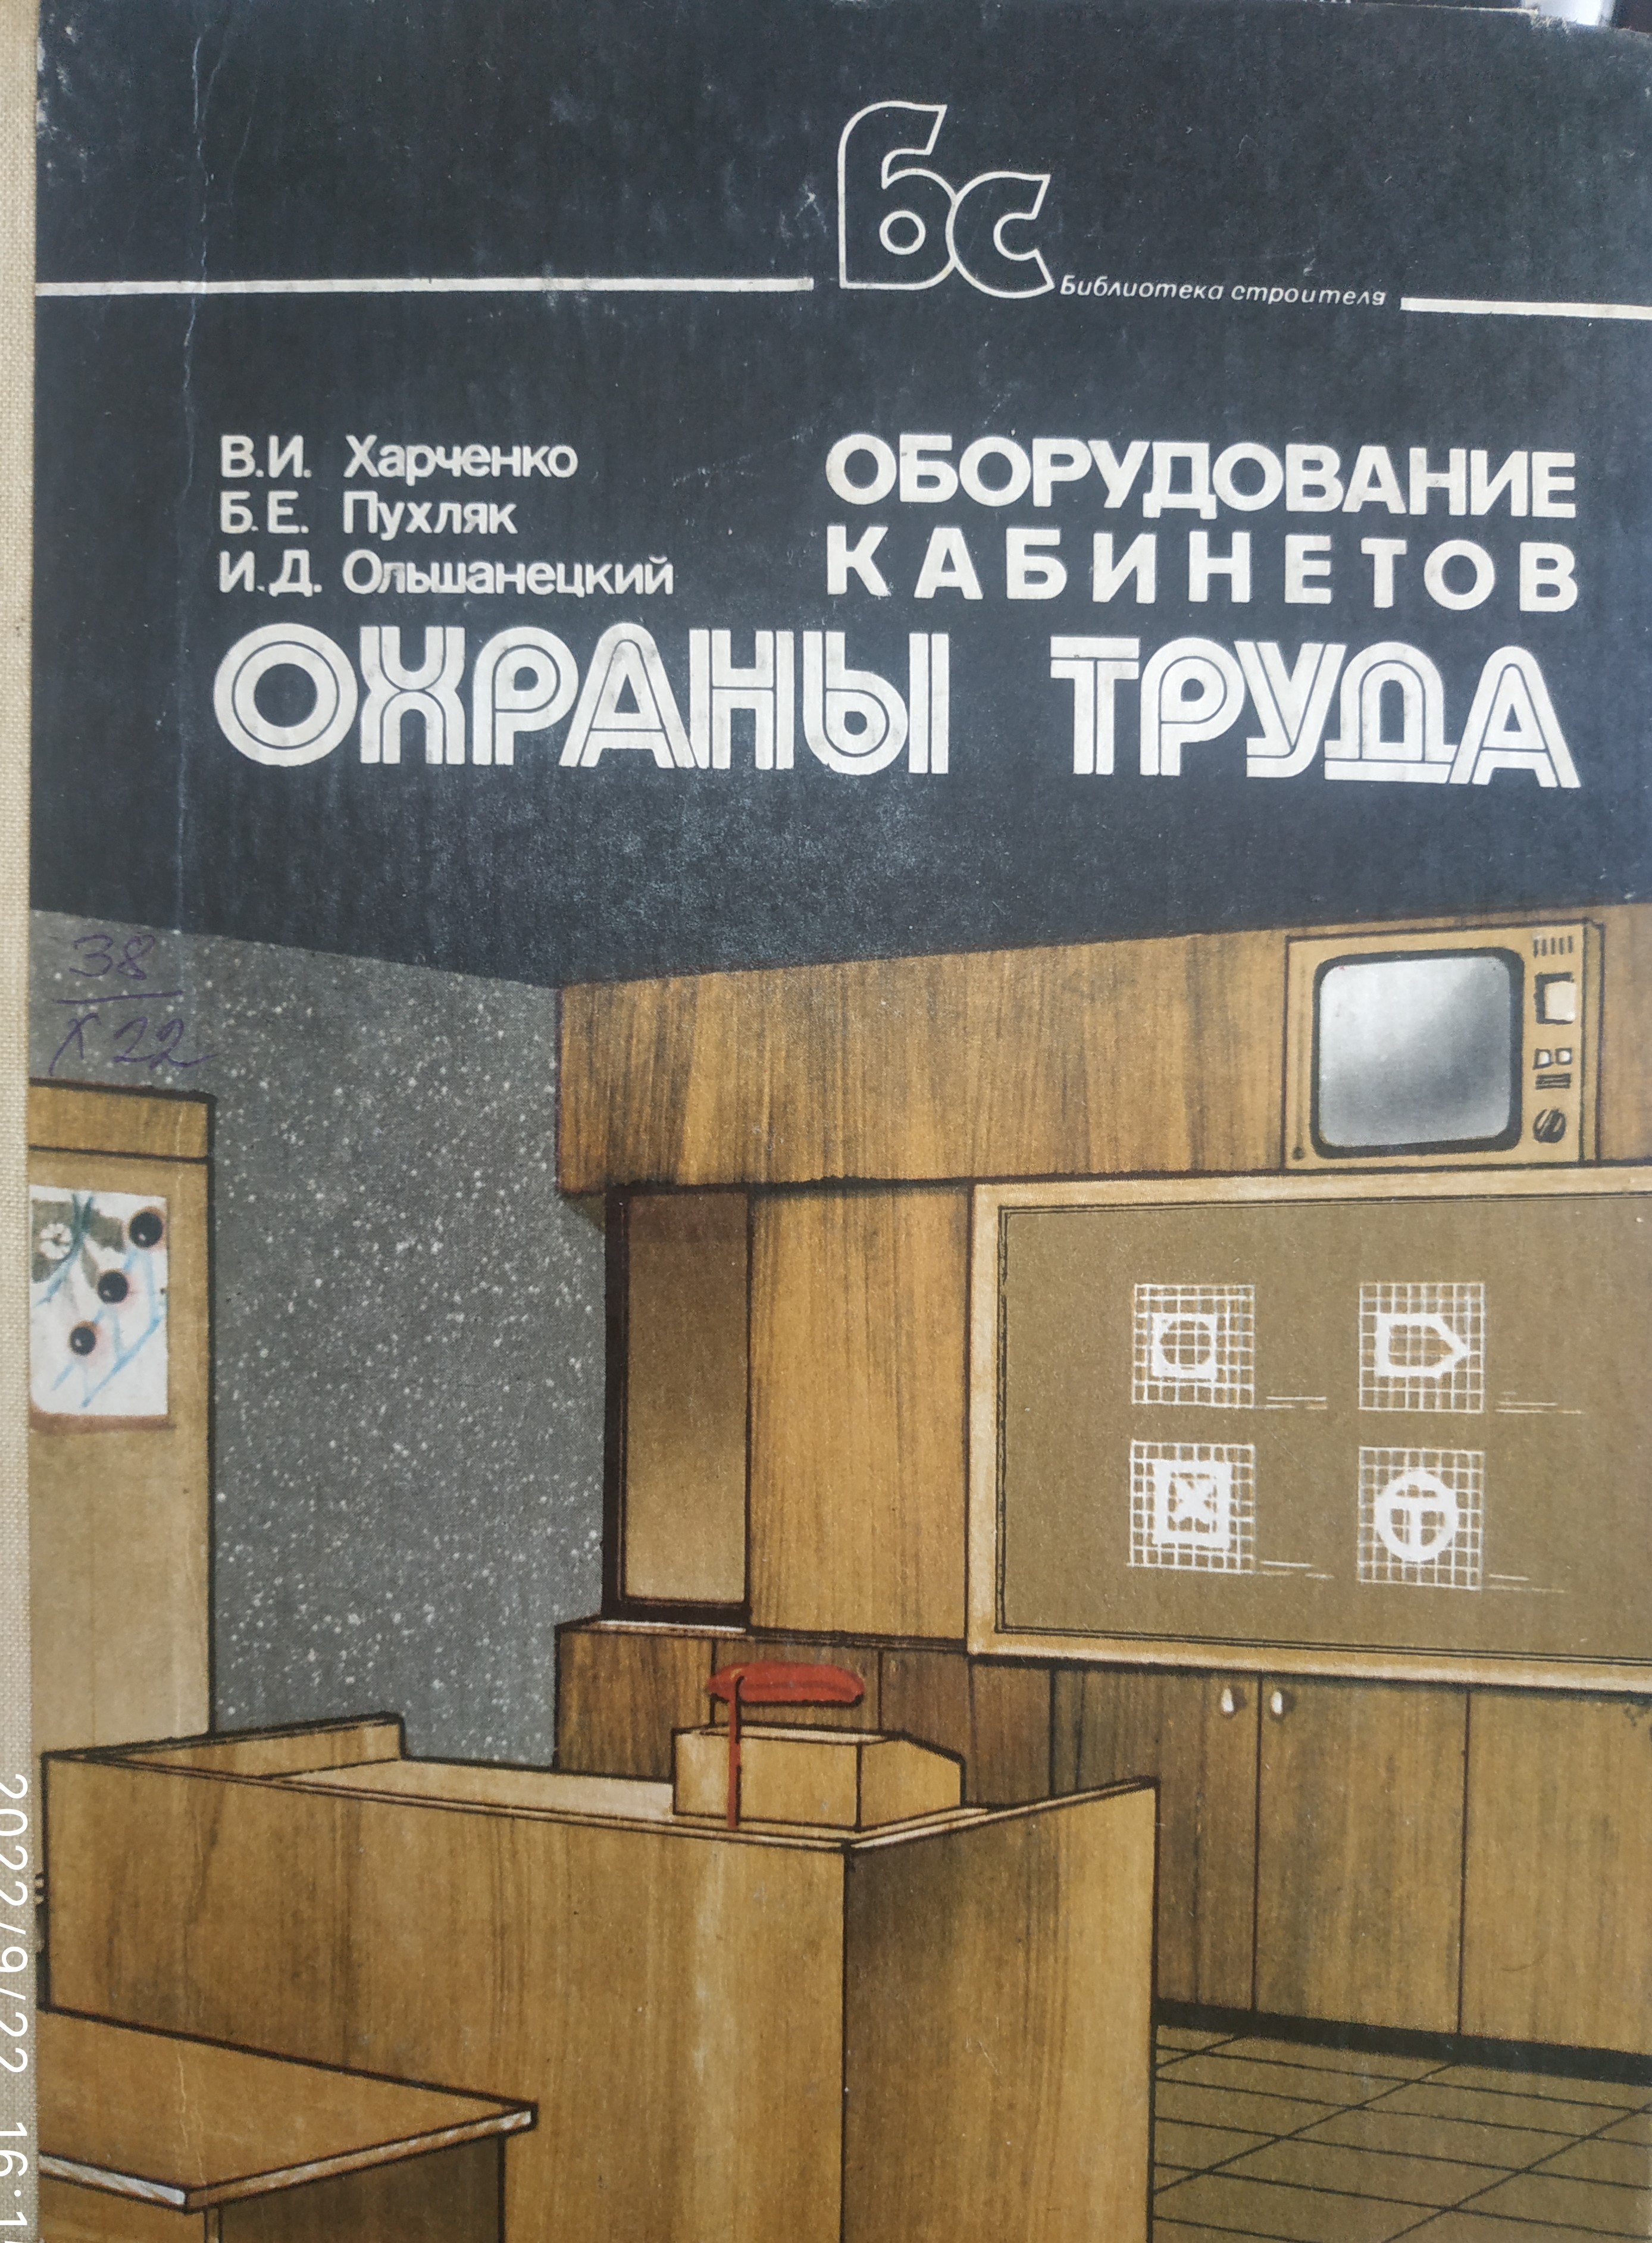 бс
Библиотека строителя
В.И. Харченко
Б.Е. Пухляк
И.Д. Ольшанецкий
ОБОРУДОВАНИЕ
КАБИНЕТОВ
ОХРАНЫ ТРУДА
38
Х 22
2022/9/22 16:1